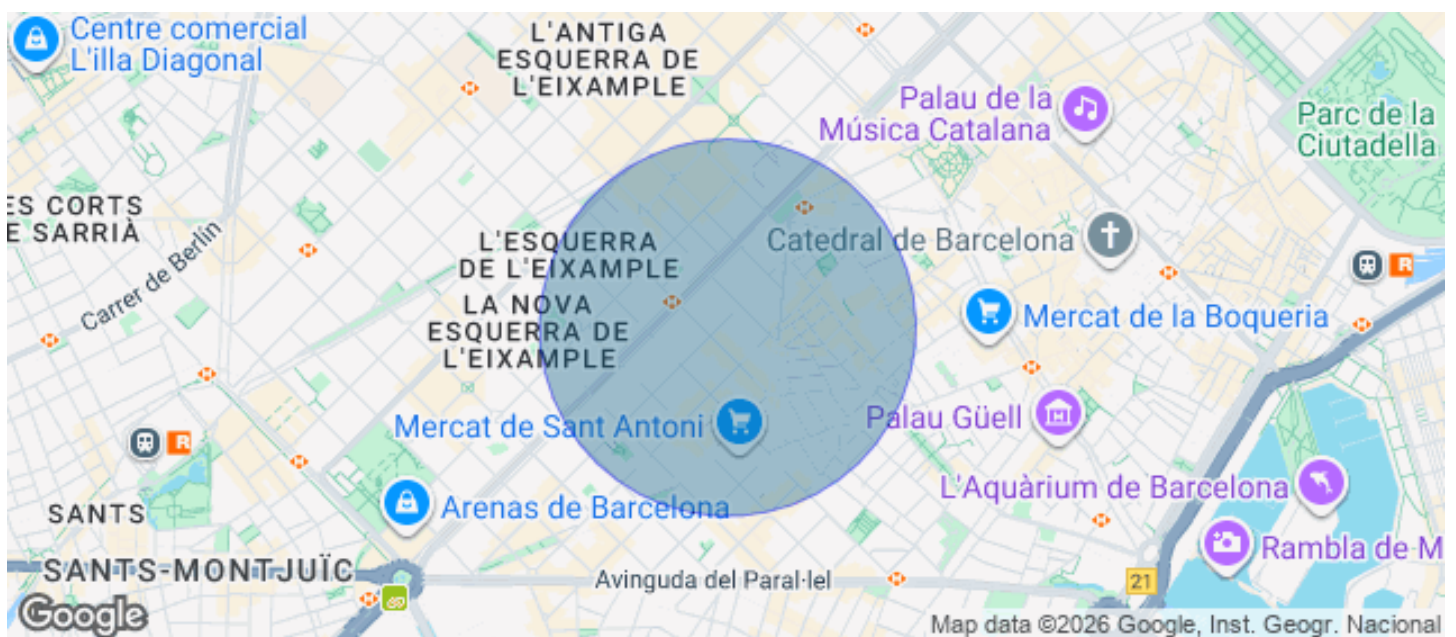 Centre comercial
L'illa Diagonal
L'ANTIGA
ESQUERRA DE
L'EIXAMPLE
Palau de la
Música Catalana
Parc de la
Ciutadella
ES CORTS
E SARRIÀ
Carrer de Berlin
L'ESQUERRA
DE L'EIXAMPLE
Catedral de Barcelona
R
LA NOVA
ESQUERRA DE
L'EIXAMPLE
Mercat de la Boqueria
Mercat de Sant Antoni
Palau Güell
R
L'Aquàrium de Barcelona
Arenas de Barcelona
SANTS
Rambla de M
SANTS-MONTJUÏC
Avinguda del Paral·lel
21
Google
Map data ©2026 Google, Inst. Geogr. Nacional